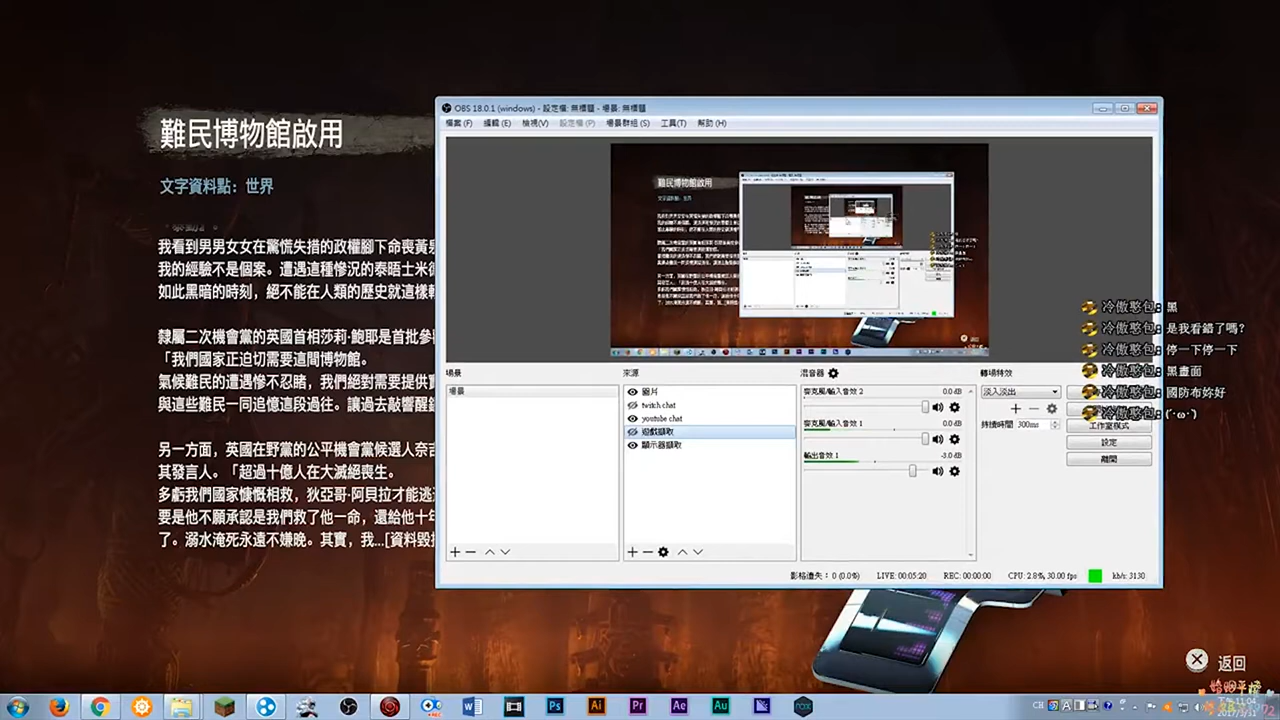 難民博物館啟用
文字資料點：世界
我看到男男女女在驚慌失措的政權腳下命喪黃
我的經驗不是個案。遭遇這種慘況的泰晤士米德
如此黑暗的時刻，絕不能在人類的歷史就這樣
隸屬二次機會黨的英國首相莎莉·鮑耶是首批參
「我們國家正迫切需要這間博物館。
氣候難民的遭遇慘不忍睹，我們絕對需要提供
與這些難民一同追憶這段過往。讓過去敲響醒
另一方面，英國在野黨的公平機會黨候選人奈
其發言人。「超過十億人在大滅絕喪生。
多虧我們國家慷慨相救，狄亞哥·阿貝拉才能逃
要是他不願承認是我們救了他一命，還給他十年
了。溺水淹死永遠不嫌晚。其實，我...[資料毀
OBS 18.0.1 (windows) - 設定檔: 無標題 - 場景: 無標題
檔案 (F) 編輯 (E) 檢視(V) 設定檔 (P) 場景群組 (S) 工具(T) 幫助 (H)
難民博物館啟用
冷傲憨包: 黑
冷傲憨包: 是我看錯了嗎?
冷傲憨包: 停一下停一下
冷傲憨包: 黑畫面
冷傲憨包: 國防布妳好
冷傲憨包: (´･ω･`)
場景 來源 混音器 轉場特效
場景
圖片
twitch chat
youtube chat
遊戲擷取
顯示器擷取
麥克風/輸入音效 2 0.0 dB
麥克風/輸入音效 1 0.0 dB
輸出音效 1 -3.0 dB
淡入淡出
持續時間 300ms
工作室模式
設定
離開
影格遺失： 0 (0.0%) LIVE: 00:05:20 REC: 00:00:00 CPU: 2.8%, 30.00 fps kb/s: 3130
返回
W Ps Ai Pr Ae Au nox CH